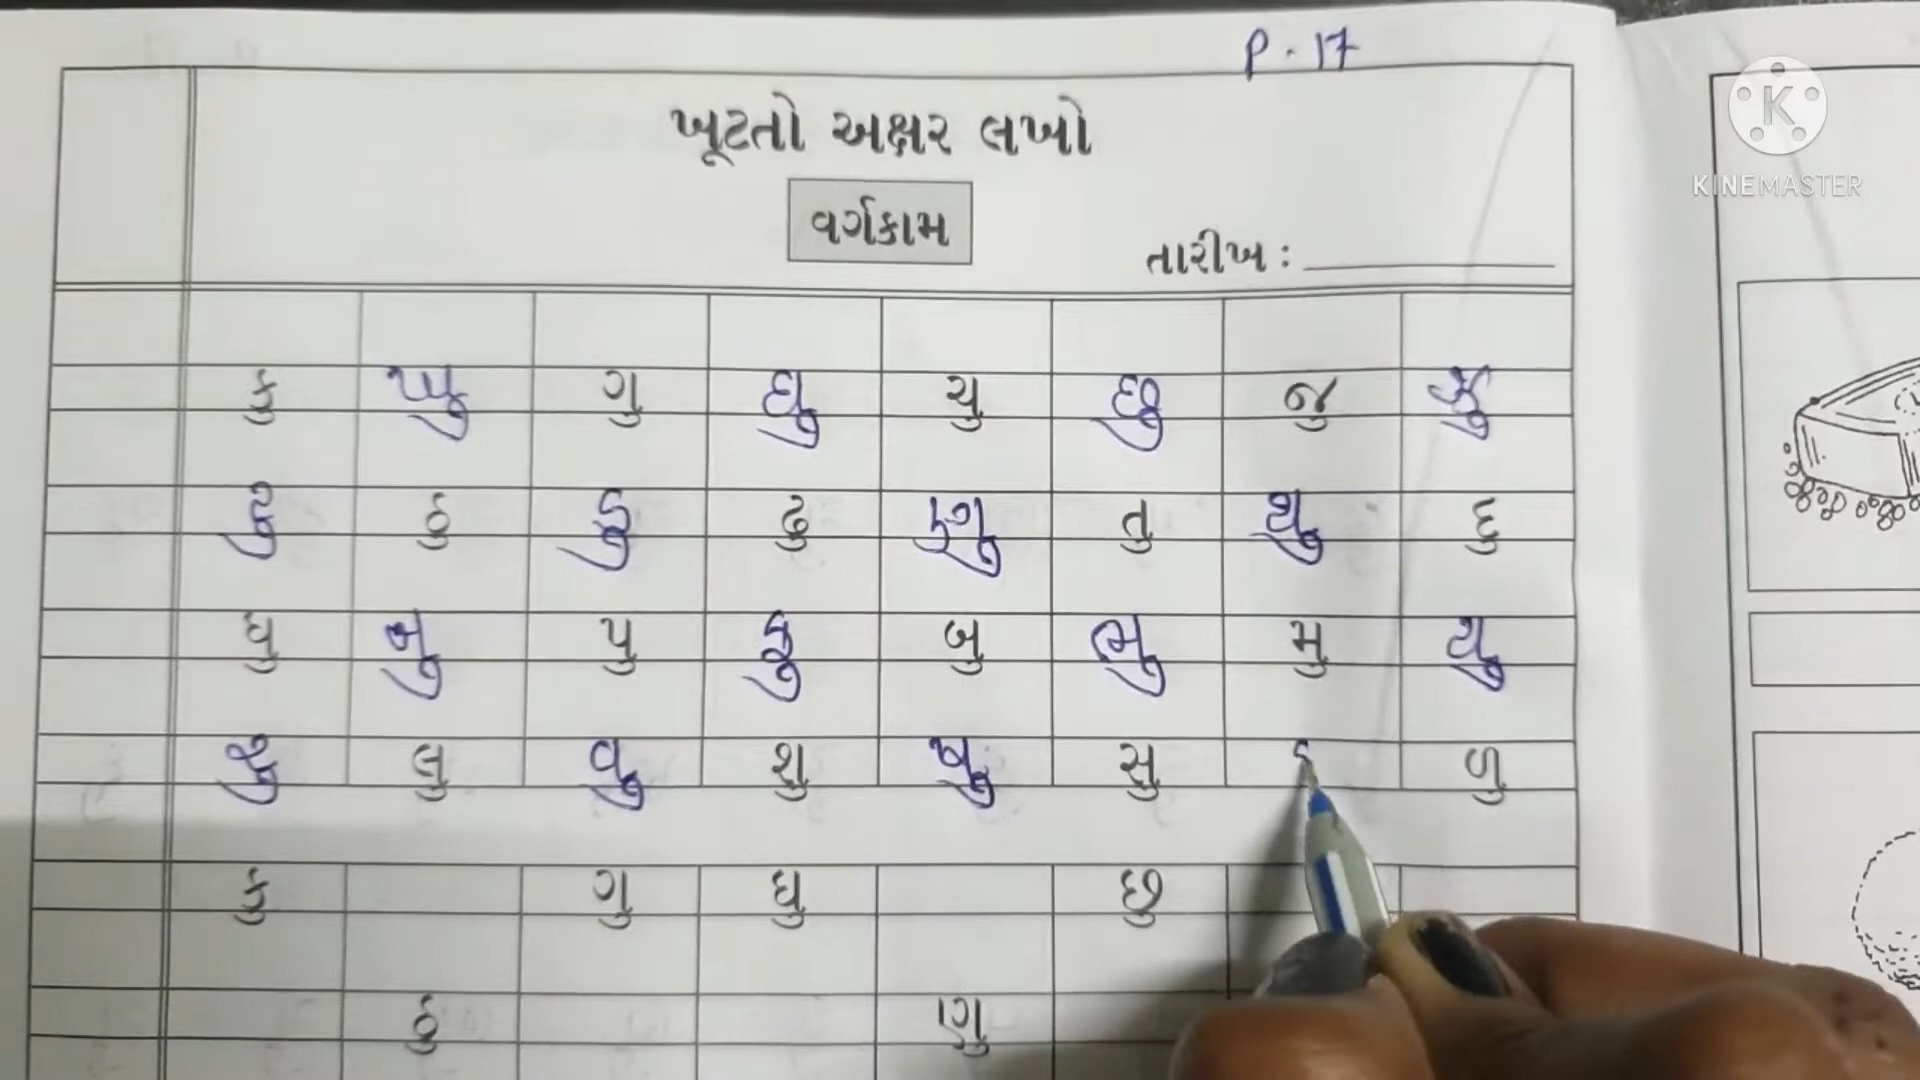 P. 17
KINEMASTER
ખૂટતો અક્ષર લખો
વર્ગકામ
તારીખ :
કુ ખુ ગુ ઘુ ચુ છુ જુ ઝુ
ટુ ઠુ ડુ ઢુ ણુ તુ થુ દુ
ધુ નુ પુ ફુ બુ ભુ મુ યુ
રુ લુ વુ શુ ષુ સુ ળુ
કુ ગુ ઘુ છુ
ઠુ ણુ